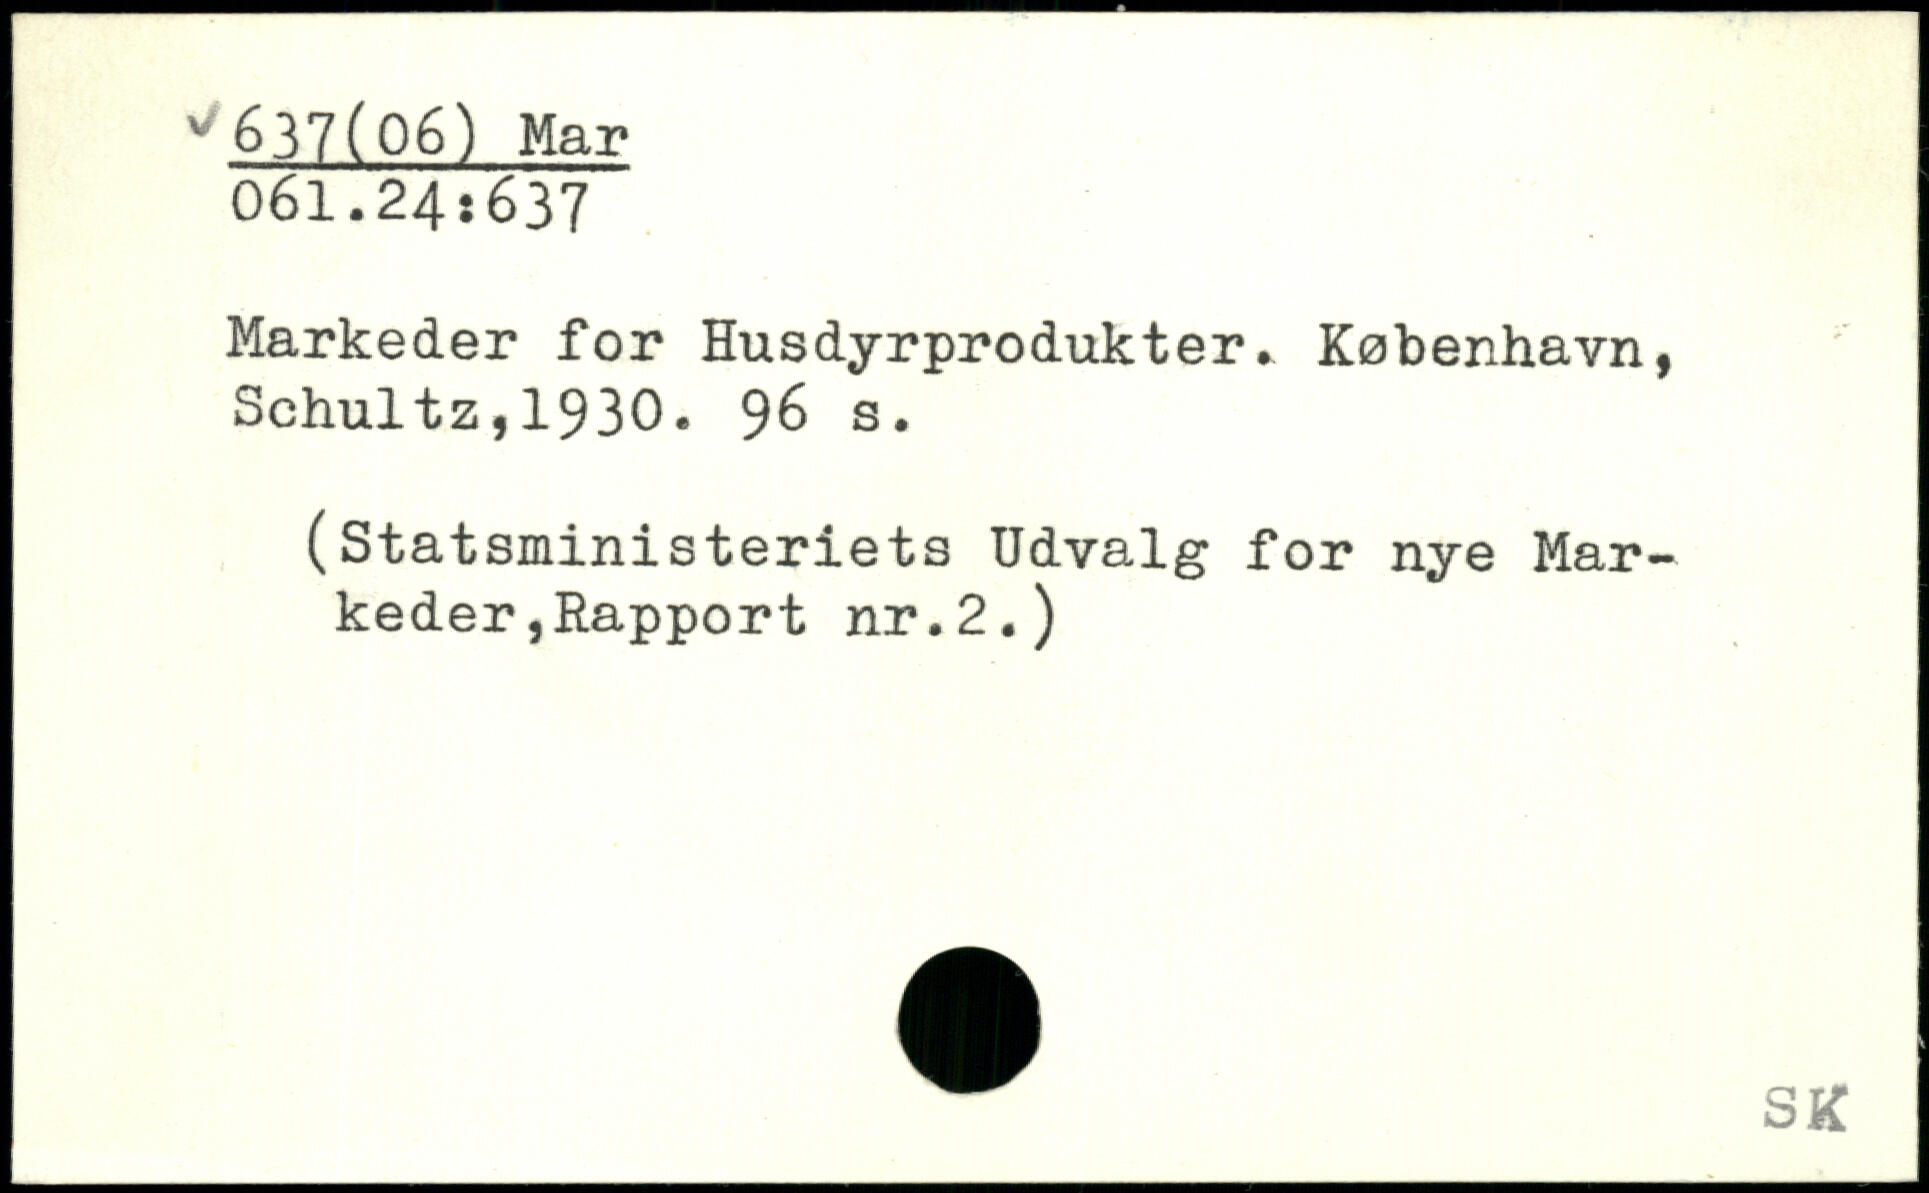 637(06) Mar
061.24:637
Markeder for Husdyrprodukter. København,
Schultz,1930. 96 s.
(Statsministeriets Udvalg for nye Mar-
keder,Rapport nr.2.)
SK